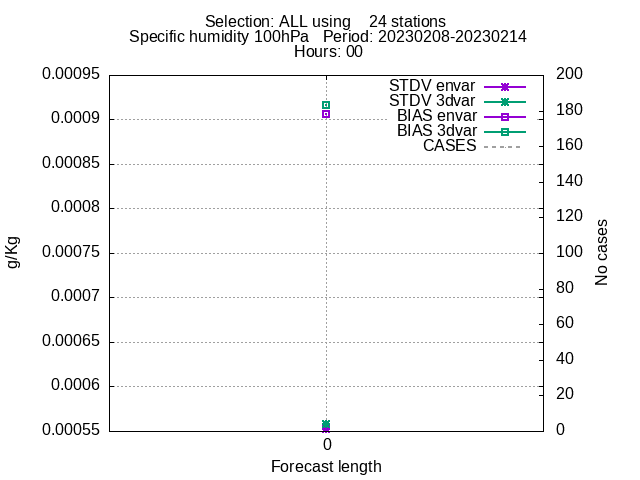 Selection: ALL using    24 stations
Specific humidity 100hPa   Period: 20230208-20230214
Hours: 00
STDV envar
STDV 3dvar
BIAS envar
BIAS 3dvar
CASES
0.00095
0.0009
0.00085
0.0008
0.00075
0.0007
0.00065
0.0006
0.00055
g/Kg
200
180
160
140
120
100
80
60
40
20
0
No cases
0
Forecast length